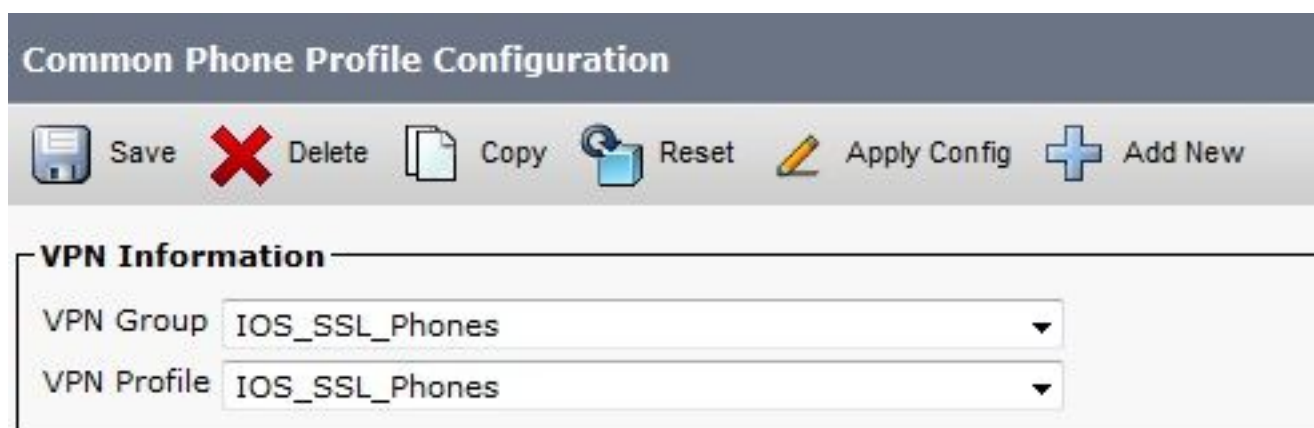 Common Phone Profile Configuration
Save Delete Copy Reset Apply Config Add New
VPN Information
VPN Group IOS_SSL_Phones
VPN Profile IOS_SSL_Phones